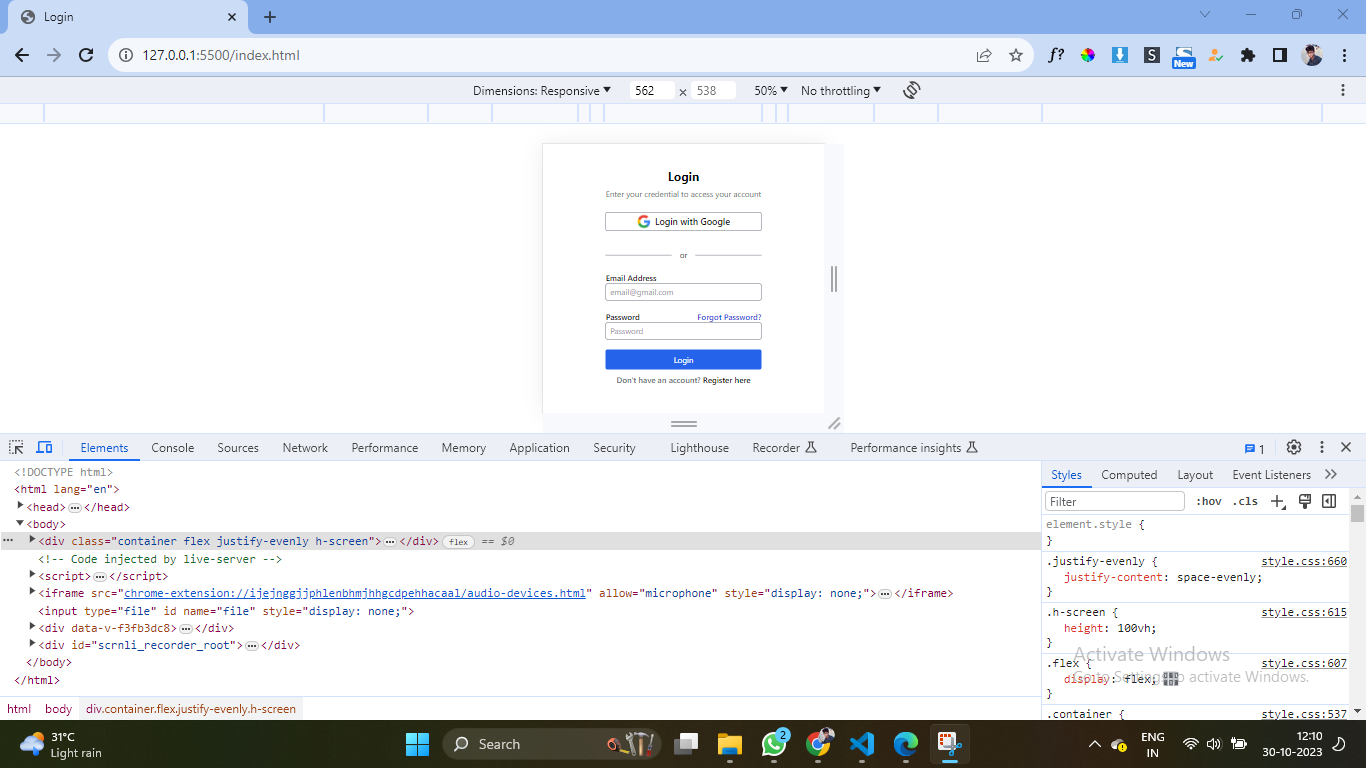 Login
127.0.0.1:5500/index.html
f?
S
New
Dimensions: Responsive
562 × 538
50%
No throttling
Login
Enter your credential to access your account
Login with Google
or
Email Address
email@gmail.com
Password Forgot Password?
Password
Login
Don't have an account? Register here
Elements Console Sources Network Performance Memory Application Security Lighthouse Recorder Performance insights 1
<!DOCTYPE html>
<html lang="en">
<head>…</head>
<body>
<div class="container flex justify-evenly h-screen">…</div> flex == $0
<!-- Code injected by live-server -->
<script>…</script>
<iframe src="chrome-extension://ijejnggjjphlenbhmjhhgcdpehhacaal/audio-devices.html" allow="microphone" style="display: none;">…</iframe>
<input type="file" id name="file" style="display: none;">
<div data-v-f3fb3dc8>…</div>
<div id="scrnli_recorder_root">…</div>
</body>
</html>
html body div.container.flex.justify-evenly.h-screen
Styles Computed Layout Event Listeners
Filter :hov .cls
element.style {
}
.justify-evenly { style.css:660
justify-content: space-evenly;
}
.h-screen { style.css:615
height: 100vh;
}
.flex { style.css:607
display: flex;
}
.container { style.css:537
Activate Windows
Go to Settings to activate Windows.
31°C
Light rain
Search
2
ENG
IN
12:10
30-10-2023